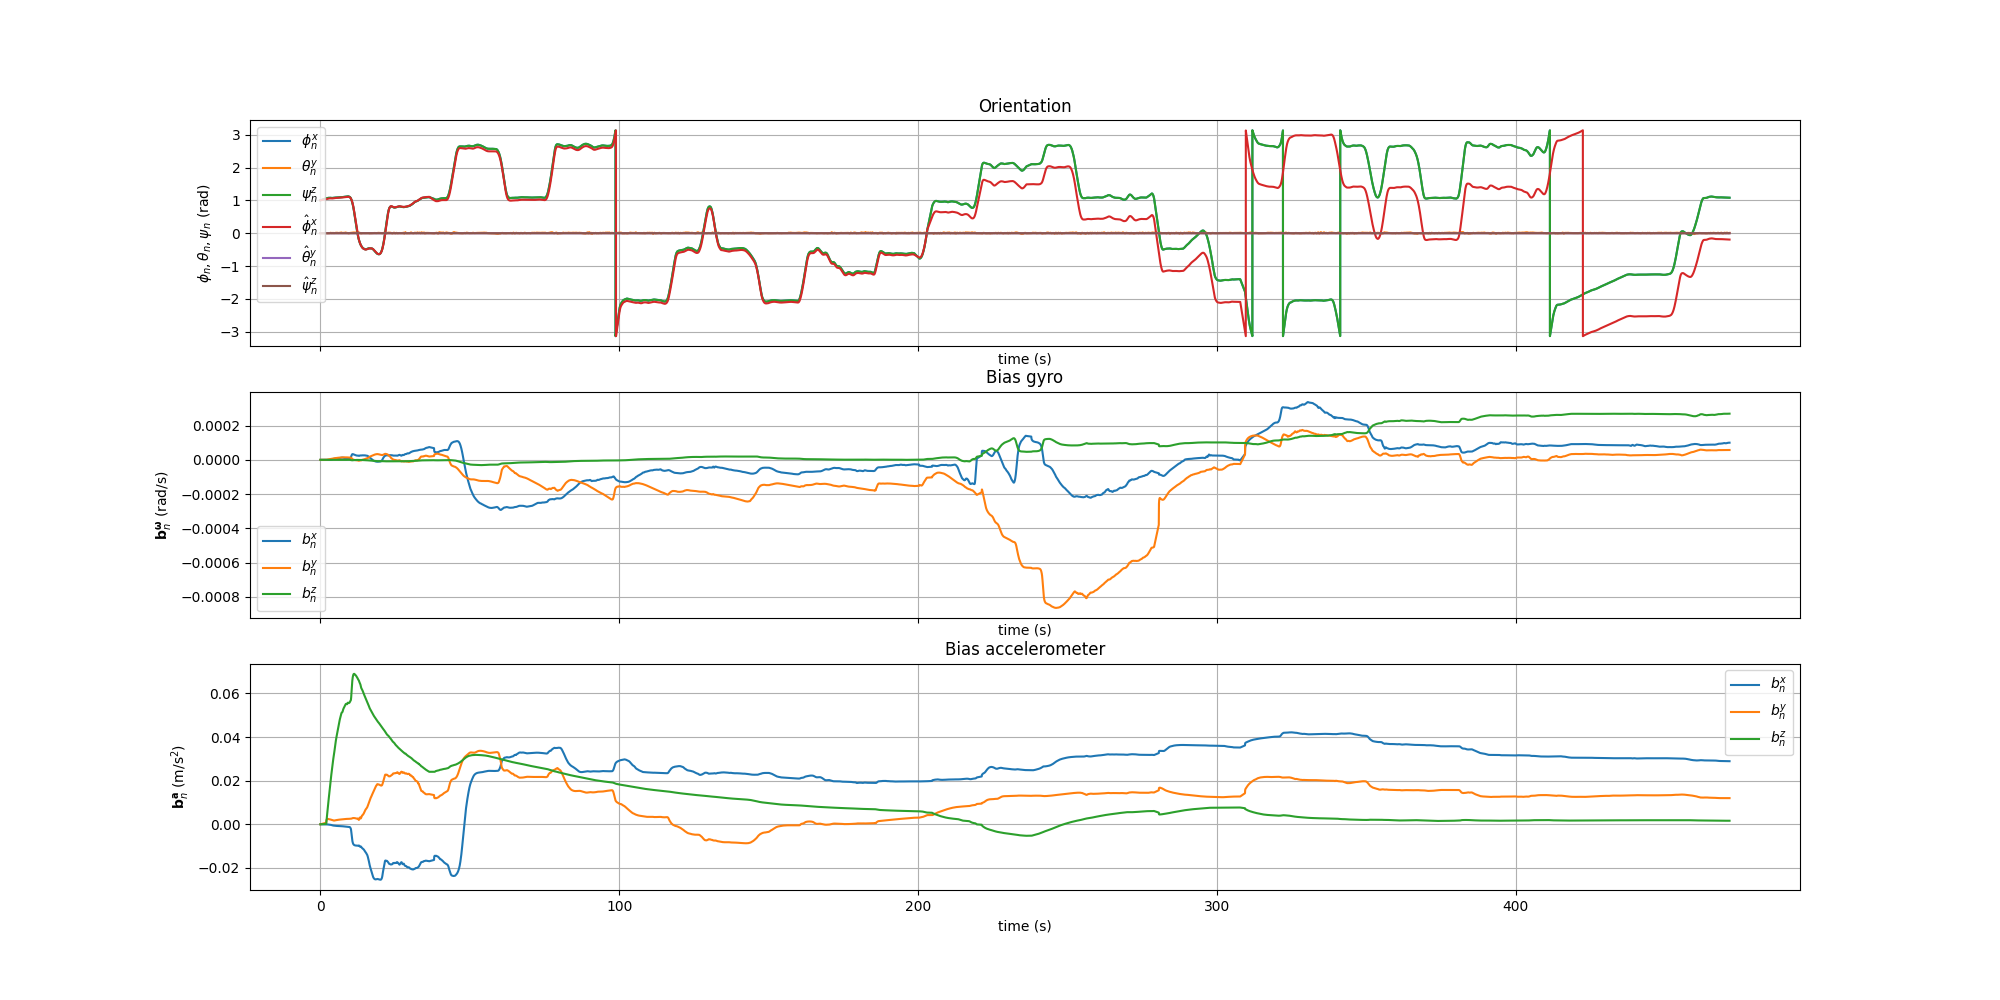 Orientation
ϕₙ, θₙ, ψₙ (rad)
3
2
1
0
−1
−2
−3
ϕₙˣ
θₙʸ
ψₙᶻ
ϕ̂ₙˣ
θ̂ₙʸ
ψ̂ₙᶻ
time (s)
Bias gyro
bₙ^ω (rad/s)
0.0002
0.0000
−0.0002
−0.0004
−0.0006
−0.0008
bₙˣ
bₙʸ
bₙᶻ
time (s)
Bias accelerometer
bₙᵃ (m/s²)
0.06
0.04
0.02
0.00
−0.02
bₙˣ
bₙʸ
bₙᶻ
0 100 200 300 400
time (s)